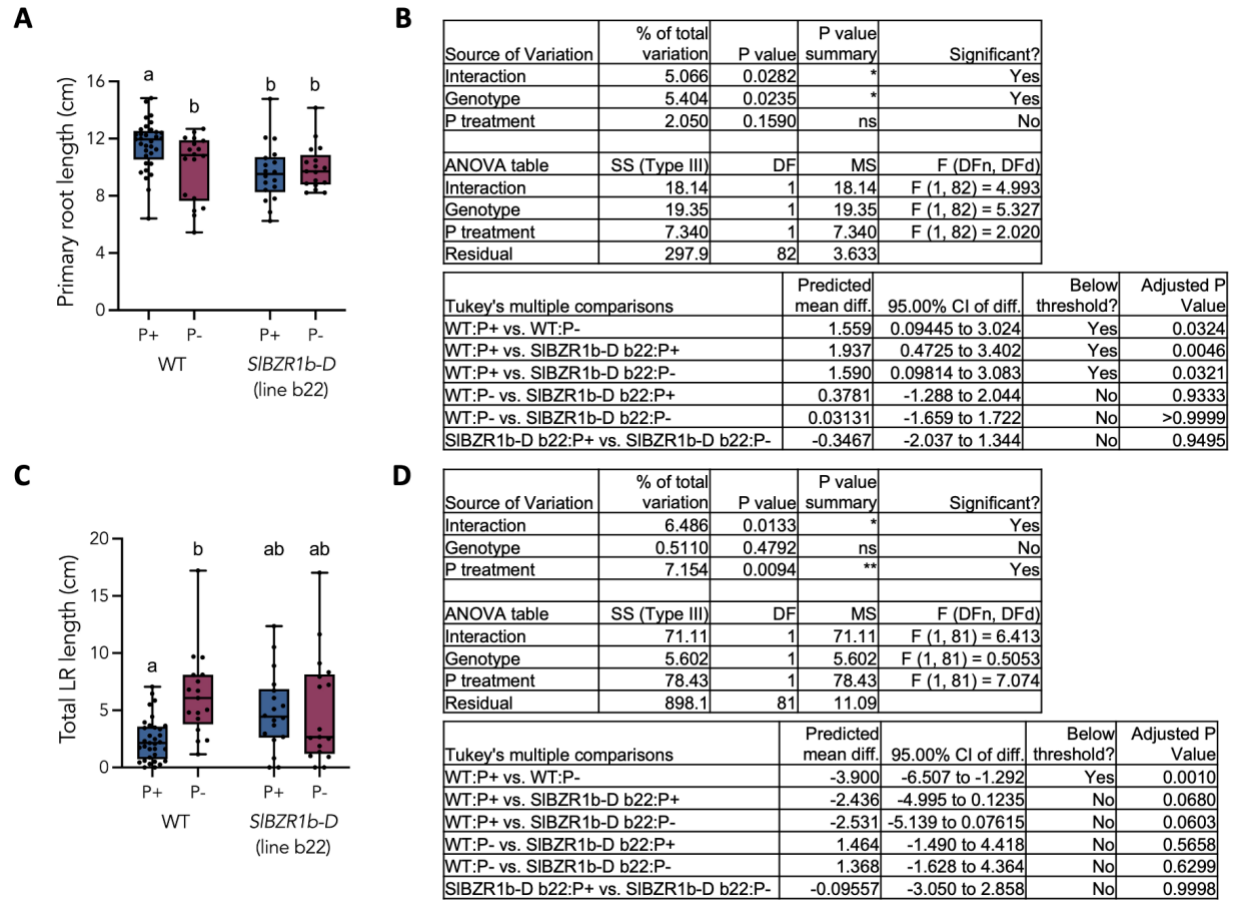 A
Primary root length (cm)
16
12
8
4
0
a
b
b
b
P+ P- P+ P-
WT SlBZR1b-D
(line b22)
B
Source of Variation % of total variation P value P value summary Significant?
Interaction 5.066 0.0282 * Yes
Genotype 5.404 0.0235 * Yes
P treatment 2.050 0.1590 ns No
ANOVA table SS (Type III) DF MS F (DFn, DFd)
Interaction 18.14 1 18.14 F (1, 82) = 4.993
Genotype 19.35 1 19.35 F (1, 82) = 5.327
P treatment 7.340 1 7.340 F (1, 82) = 2.020
Residual 297.9 82 3.633
Tukey's multiple comparisons Predicted mean diff. 95.00% CI of diff. Below threshold? Adjusted P Value
WT:P+ vs. WT:P- 1.559 0.09445 to 3.024 Yes 0.0324
WT:P+ vs. SlBZR1b-D b22:P+ 1.937 0.4725 to 3.402 Yes 0.0046
WT:P+ vs. SlBZR1b-D b22:P- 1.590 0.09814 to 3.083 Yes 0.0321
WT:P- vs. SlBZR1b-D b22:P+ 0.3781 -1.288 to 2.044 No 0.9333
WT:P- vs. SlBZR1b-D b22:P- 0.03131 -1.659 to 1.722 No >0.9999
SlBZR1b-D b22:P+ vs. SlBZR1b-D b22:P- -0.3467 -2.037 to 1.344 No 0.9495
C
Total LR length (cm)
20
15
10
5
0
a
b
ab
ab
P+ P- P+ P-
WT SlBZR1b-D
(line b22)
D
Source of Variation % of total variation P value P value summary Significant?
Interaction 6.486 0.0133 * Yes
Genotype 0.5110 0.4792 ns No
P treatment 7.154 0.0094 ** Yes
ANOVA table SS (Type III) DF MS F (DFn, DFd)
Interaction 71.11 1 71.11 F (1, 81) = 6.413
Genotype 5.602 1 5.602 F (1, 81) = 0.5053
P treatment 78.43 1 78.43 F (1, 81) = 7.074
Residual 898.1 81 11.09
Tukey's multiple comparisons Predicted mean diff. 95.00% CI of diff. Below threshold? Adjusted P Value
WT:P+ vs. WT:P- -3.900 -6.507 to -1.292 Yes 0.0010
WT:P+ vs. SlBZR1b-D b22:P+ -2.436 -4.995 to 0.1235 No 0.0680
WT:P+ vs. SlBZR1b-D b22:P- -2.531 -5.139 to 0.07615 No 0.0603
WT:P- vs. SlBZR1b-D b22:P+ 1.464 -1.490 to 4.418 No 0.5658
WT:P- vs. SlBZR1b-D b22:P- 1.368 -1.628 to 4.364 No 0.6299
SlBZR1b-D b22:P+ vs. SlBZR1b-D b22:P- -0.09557 -3.050 to 2.858 No 0.9998